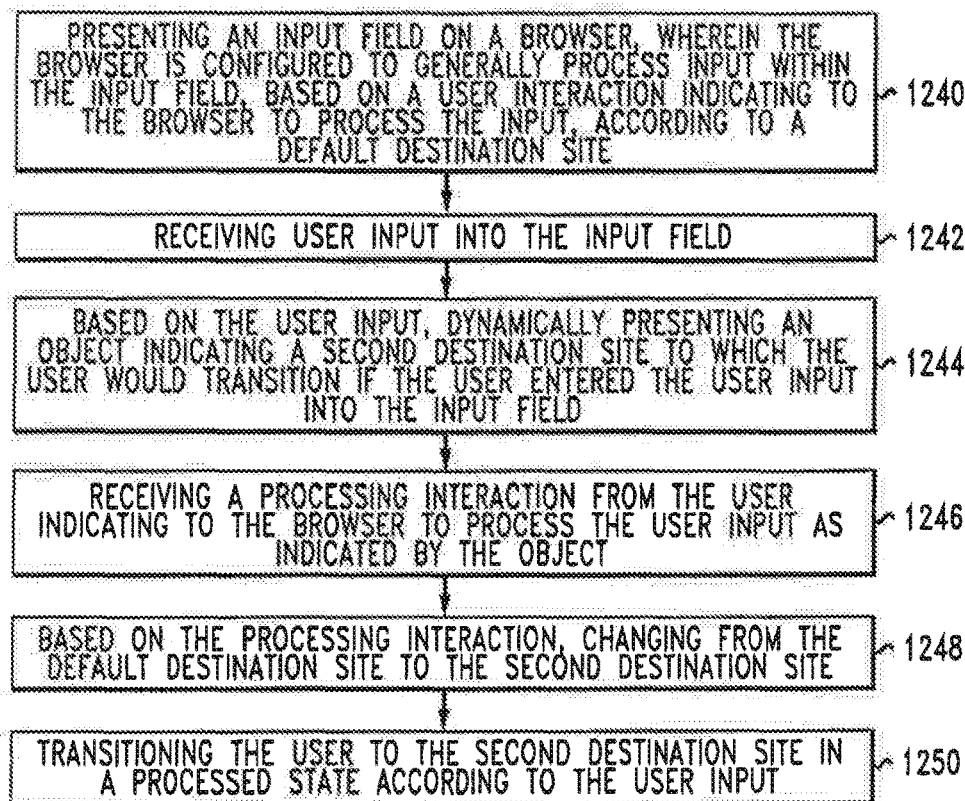 PRESENTING AN INPUT FIELD ON A BROWSER, WHEREIN THE
BROWSER IS CONFIGURED TO GENERALLY PROCESS INPUT WITHIN
THE INPUT FIELD, BASED ON A USER INTERACTION INDICATING TO
THE BROWSER TO PROCESS THE INPUT, ACCORDING TO A
DEFAULT DESTINATION SITE
1240
RECEIVING USER INPUT INTO THE INPUT FIELD
1242
BASED ON THE USER INPUT, DYNAMICALLY PRESENTING AN
OBJECT INDICATING A SECOND DESTINATION SITE TO WHICH THE
USER WOULD TRANSITION IF THE USER ENTERED THE USER INPUT
INTO THE INPUT FIELD
1244
RECEIVING A PROCESSING INTERACTION FROM THE USER
INDICATING TO THE BROWSER TO PROCESS THE USER INPUT AS
INDICATED BY THE OBJECT
1246
BASED ON THE PROCESSING INTERACTION, CHANGING FROM THE
DEFAULT DESTINATION SITE TO THE SECOND DESTINATION SITE
1248
TRANSITIONING THE USER TO THE SECOND DESTINATION SITE IN
A PROCESSED STATE ACCORDING TO THE USER INPUT
1250